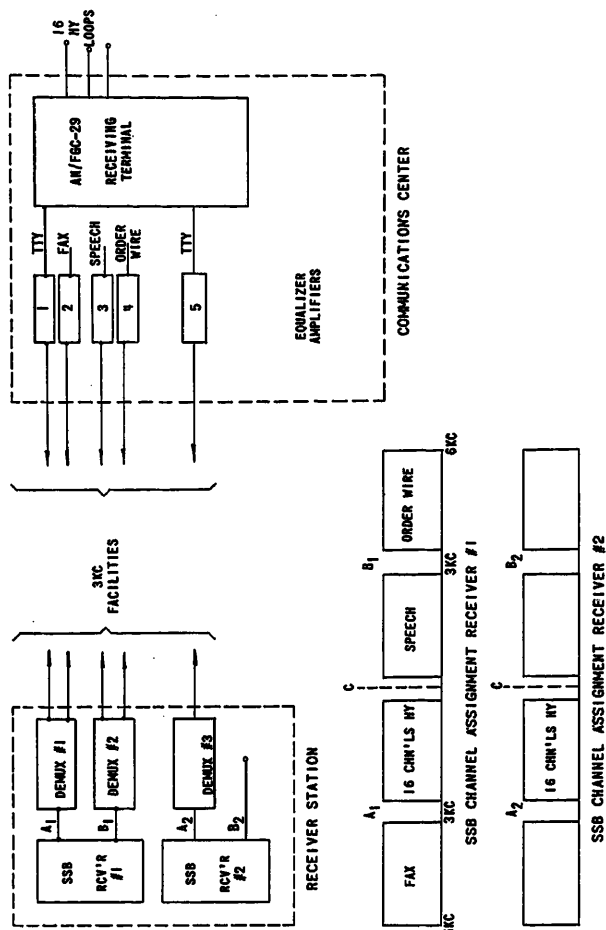 RECEIVER STATION
SSB
RCV'R
#1
A1
B1
DEMUX #1
DEMUX #2
SSB
RCV'R
#2
A2
B2
DEMUX #3
3KC
FACILITIES
1
TTY
2
FAX
3
SPEECH
4
ORDER
WIRE
5
TTY
EQUALIZER
AMPLIFIERS
AN/FGC-29
RECEIVING
TERMINAL
16
NY
LOOPS
COMMUNICATIONS CENTER
FAX
A1
16 CHN'LS NY
C
SPEECH
B1
ORDER WIRE
6KC
3KC
3KC
6KC
SSB CHANNEL ASSIGNMENT RECEIVER #1
A2
16 CHN'LS NY
C
B2
SSB CHANNEL ASSIGNMENT RECEIVER #2